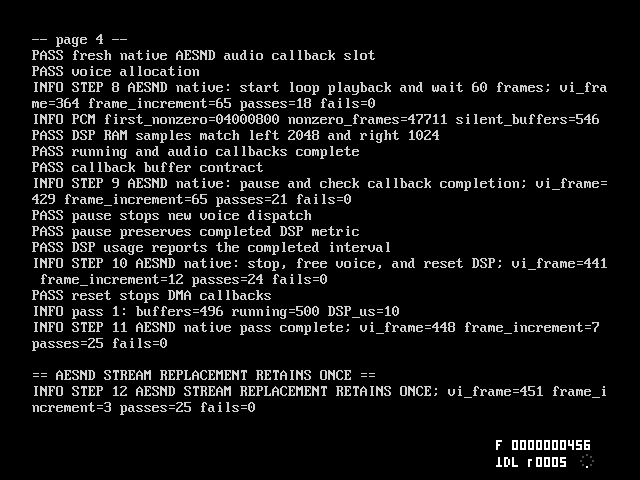 -- page 4 --
PASS fresh native AESND audio callback slot
PASS voice allocation
INFO STEP 8 AESND native: start loop playback and wait 60 frames; vi_fra
me=364 frame_increment=65 passes=18 fails=0
INFO PCM first_nonzero=04000800 nonzero_frames=47711 silent_buffers=546
PASS DSP RAM samples match left 2048 and right 1024
PASS running and audio callbacks complete
PASS callback buffer contract
INFO STEP 9 AESND native: pause and check callback completion; vi_frame=
429 frame_increment=65 passes=21 fails=0
PASS pause stops new voice dispatch
PASS pause preserves completed DSP metric
PASS DSP usage reports the completed interval
INFO STEP 10 AESND native: stop, free voice, and reset DSP; vi_frame=441
 frame_increment=12 passes=24 fails=0
PASS reset stops DMA callbacks
INFO pass 1: buffers=496 running=500 DSP_us=10
INFO STEP 11 AESND native pass complete; vi_frame=448 frame_increment=7
passes=25 fails=0
== AESND STREAM REPLACEMENT RETAINS ONCE ==
INFO STEP 12 AESND STREAM REPLACEMENT RETAINS ONCE; vi_frame=451 frame_i
ncrement=3 passes=25 fails=0
F 0000000456
IDL r0005